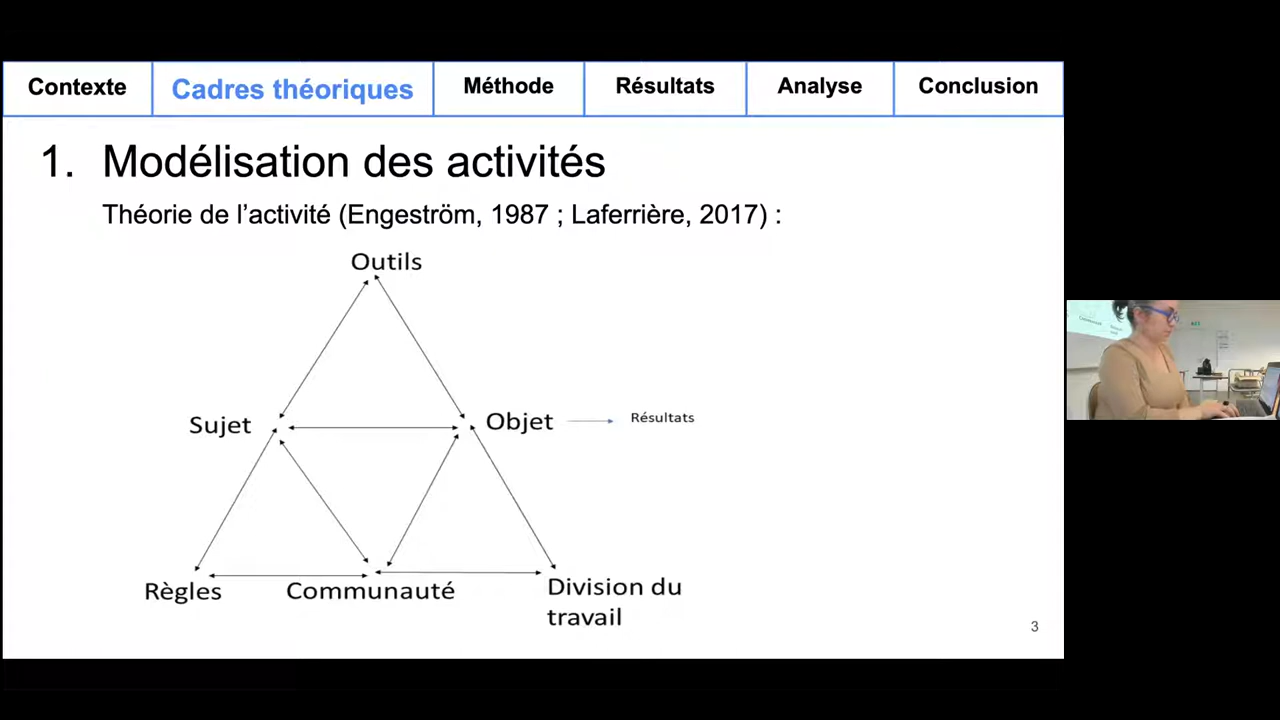 Contexte
Cadres théoriques
Méthode
Résultats
Analyse
Conclusion
1. Modélisation des activités
Théorie de l'activité (Engeström, 1987 ; Laferrière, 2017) :
Outils
Sujet
Objet
Résultats
Règles
Communauté
Division du
travail
3